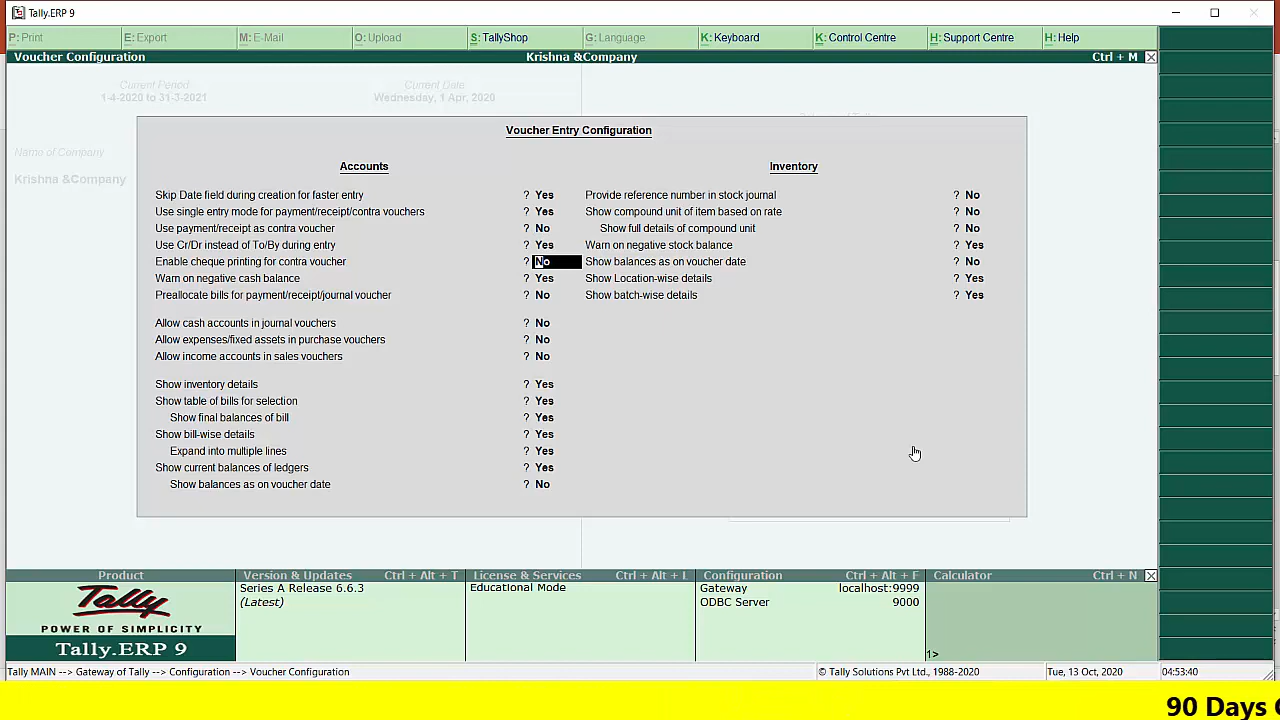 Tally.ERP 9
P: Print E: Export M: E-Mail O: Upload S: TallyShop G: Language K: Keyboard K: Control Centre H: Support Centre H: Help
Voucher Configuration Krishna &Company Ctrl + M
Current Period Current Date
1-4-2020 to 31-3-2021 Wednesday, 1 Apr, 2020
Name of Company
Krishna &Company
Voucher Entry Configuration
Accounts
Skip Date field during creation for faster entry ? Yes
Use single entry mode for payment/receipt/contra vouchers ? Yes
Use payment/receipt as contra voucher ? No
Use Cr/Dr instead of To/By during entry ? Yes
Enable cheque printing for contra voucher ? No
Warn on negative cash balance ? Yes
Preallocate bills for payment/receipt/journal voucher ? No
Allow cash accounts in journal vouchers ? No
Allow expenses/fixed assets in purchase vouchers ? No
Allow income accounts in sales vouchers ? No
Show inventory details ? Yes
Show table of bills for selection ? Yes
Show final balances of bill ? Yes
Show bill-wise details ? Yes
Expand into multiple lines ? Yes
Show current balances of ledgers ? Yes
Show balances as on voucher date ? No
Inventory
Provide reference number in stock journal ? No
Show compound unit of item based on rate ? No
Show full details of compound unit ? No
Warn on negative stock balance ? Yes
Show balances as on voucher date ? No
Show Location-wise details ? Yes
Show batch-wise details ? Yes
Product
Tally
POWER OF SIMPLICITY
Tally.ERP 9
Version & Updates Ctrl + Alt + T
Series A Release 6.6.3
(Latest)
License & Services Ctrl + Alt + L
Educational Mode
Configuration Ctrl + Alt + F
Gateway localhost:9999
ODBC Server 9000
Calculator Ctrl + N
1>
Tally MAIN --> Gateway of Tally --> Configuration --> Voucher Configuration © Tally Solutions Pvt Ltd., 1988-2020 Tue, 13 Oct, 2020 04:53:40
90 Days